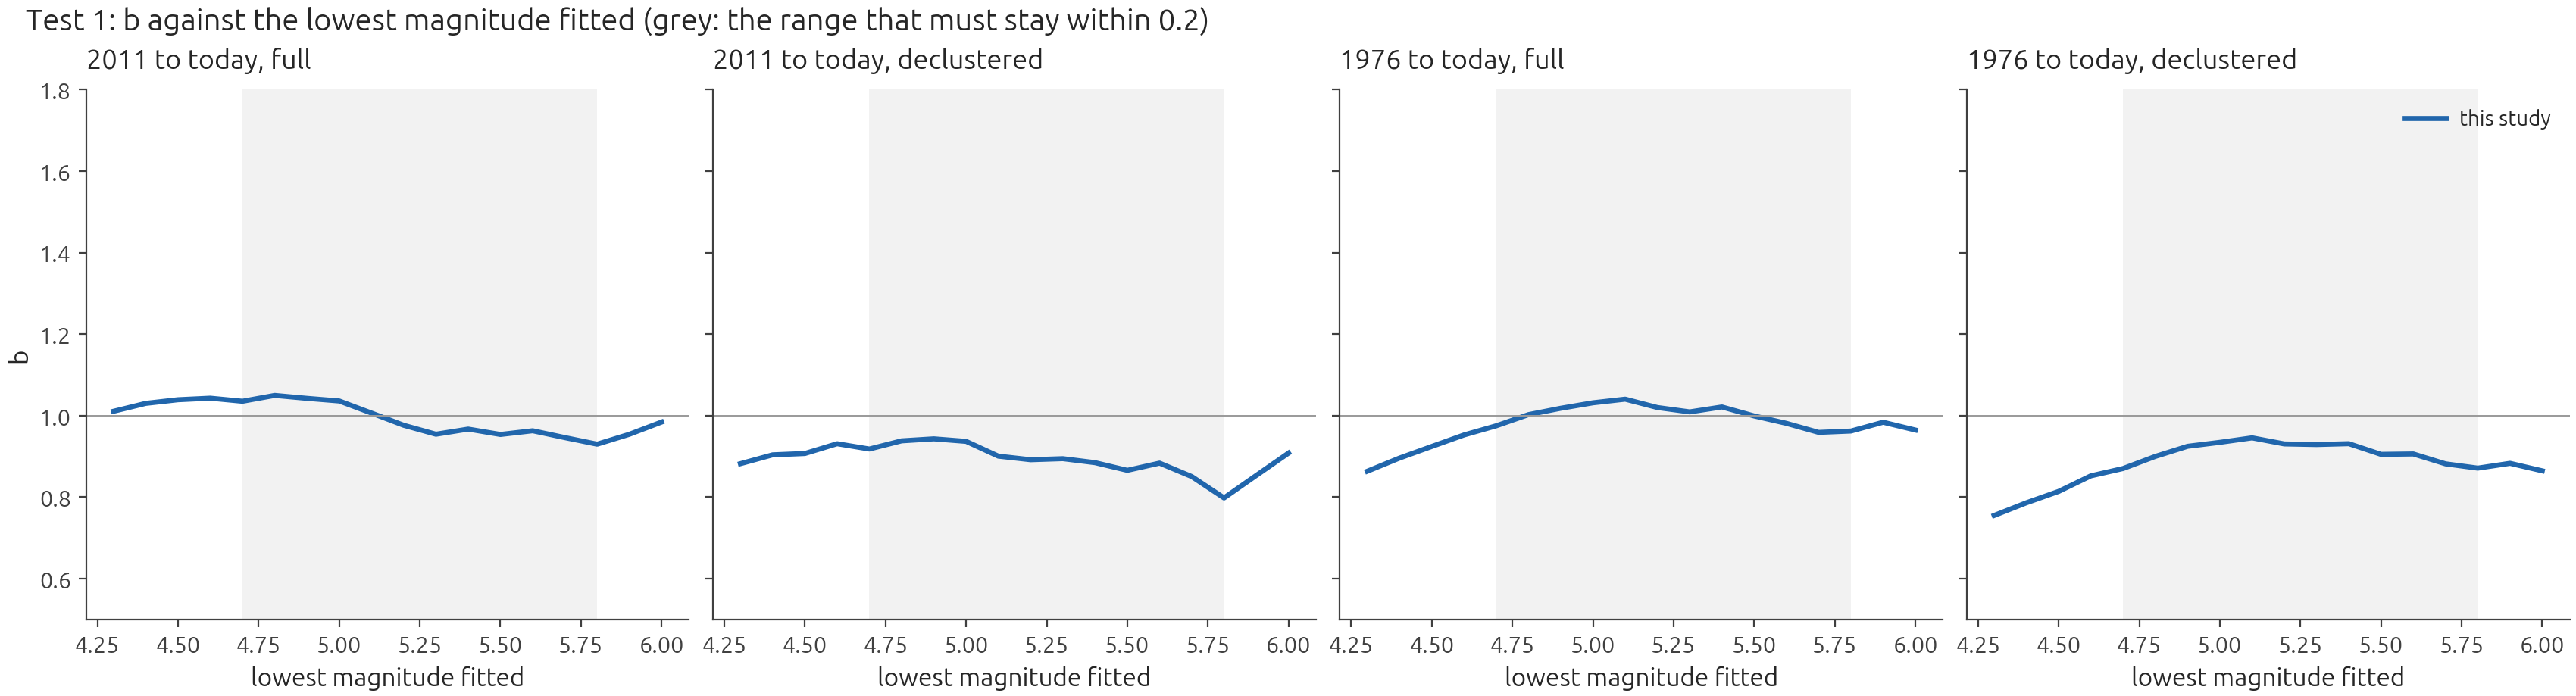 Test 1: b against the lowest magnitude fitted (grey: the range that must stay within 0.2)
2011 to today, full
2011 to today, declustered
1976 to today, full
1976 to today, declustered
this study
1.8
1.6
1.4
1.2
1.0
0.8
0.6
b
4.25 4.50 4.75 5.00 5.25 5.50 5.75 6.00
4.25 4.50 4.75 5.00 5.25 5.50 5.75 6.00
4.25 4.50 4.75 5.00 5.25 5.50 5.75 6.00
4.25 4.50 4.75 5.00 5.25 5.50 5.75 6.00
lowest magnitude fitted
lowest magnitude fitted
lowest magnitude fitted
lowest magnitude fitted